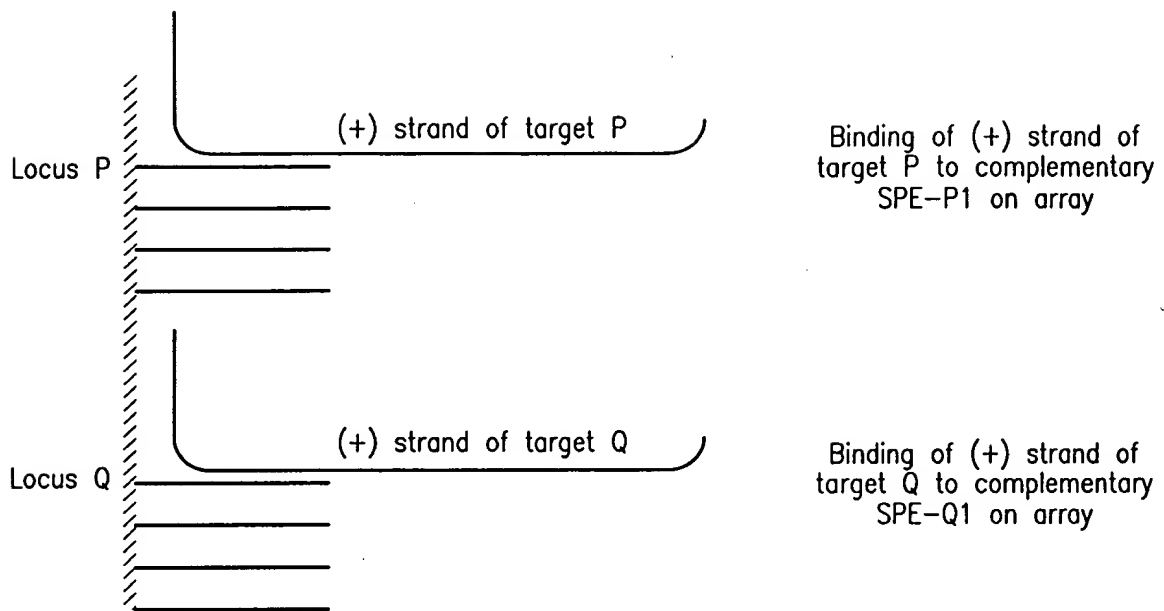 (+) strand of target P
Locus P
Binding of (+) strand of
target P to complementary
SPE-P1 on array
(+) strand of target Q
Locus Q
Binding of (+) strand of
target Q to complementary
SPE-Q1 on array